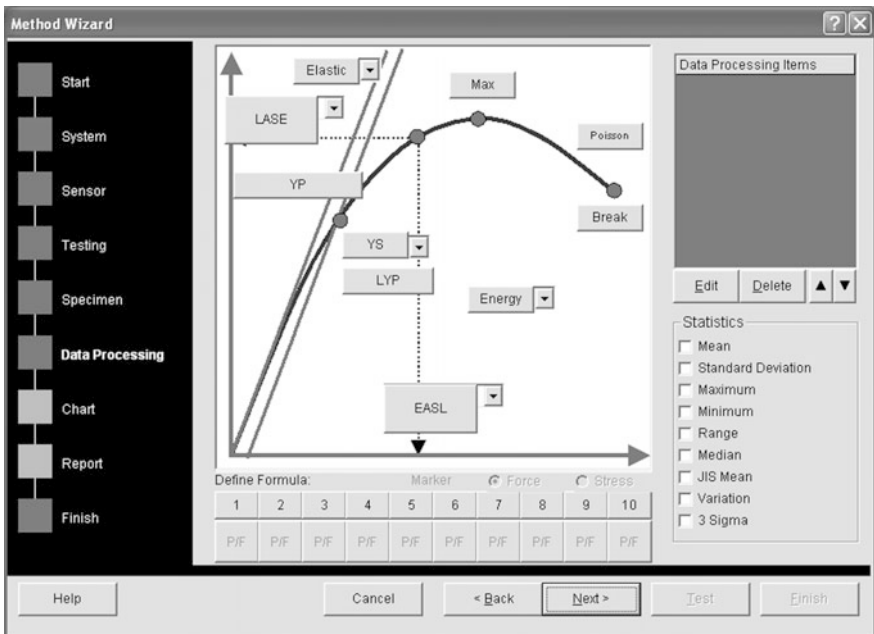 Method Wizard
Start
System
Sensor
Testing
Specimen
Data Processing
Chart
Report
Finish
Elastic
Max
LASE
Poisson
YP
Break
YS
LYP
Energy
EASL
Define Formula: Marker Force Stress
1 2 3 4 5 6 7 8 9 10
P/F P/F P/F P/F P/F P/F P/F P/F P/F P/F
Data Processing Items
Edit Delete
Statistics
Mean
Standard Deviation
Maximum
Minimum
Range
Median
JIS Mean
Variation
3 Sigma
Help Cancel < Back Next > Test Finish